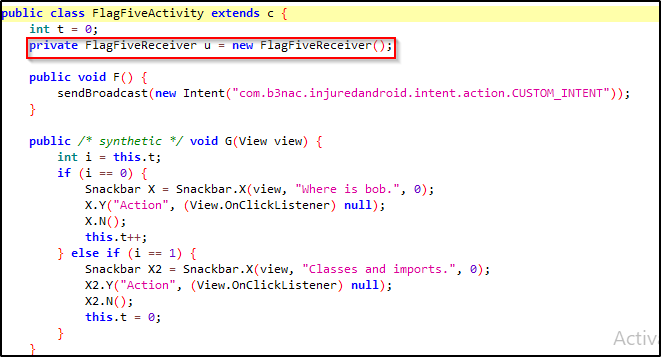 public class FlagFiveActivity extends c {
int t = 0;
private FlagFiveReceiver u = new FlagFiveReceiver();
public void F() {
sendBroadcast(new Intent("com.b3nac.injuredandroid.intent.action.CUSTOM_INTENT"));
}
public /* synthetic */ void G(View view) {
int i = this.t;
if (i == 0) {
Snackbar X = Snackbar.X(view, "Where is bob.", 0);
X.Y("Action", (View.OnClickListener) null);
X.N();
this.t++;
} else if (i == 1) {
Snackbar X2 = Snackbar.X(view, "Classes and imports.", 0);
X2.Y("Action", (View.OnClickListener) null);
X2.N();
this.t = 0;
}
}